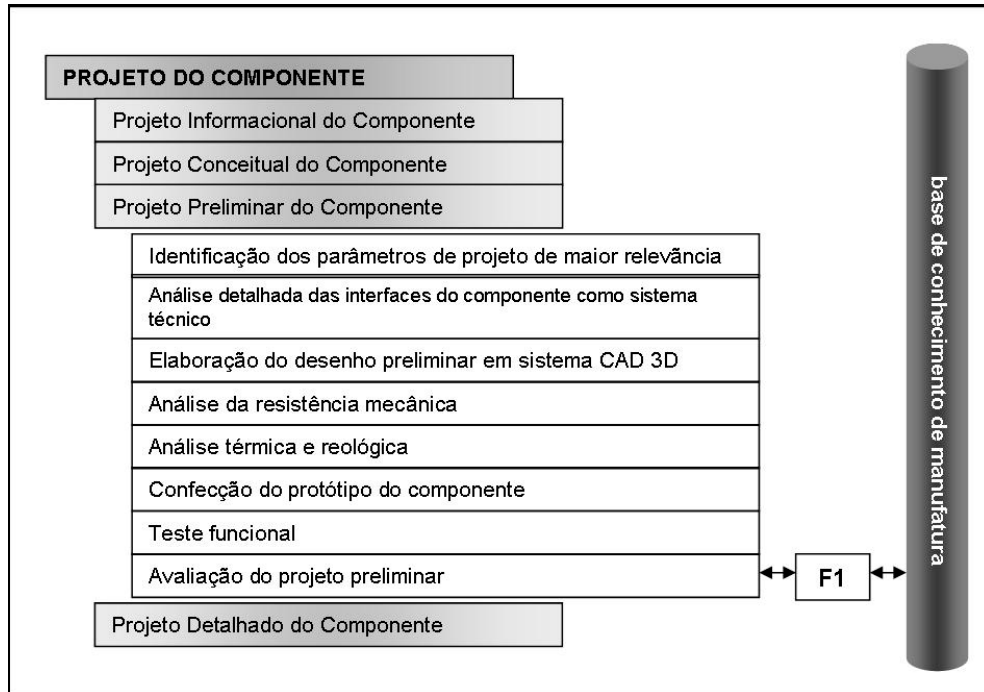 PROJETO DO COMPONENTE
Projeto Informacional do Componente
Projeto Conceitual do Componente
Projeto Preliminar do Componente
Identificação dos parâmetros de projeto de maior relevãncia
Análise detalhada das interfaces do componente como sistema
técnico
Elaboração do desenho preliminar em sistema CAD 3D
Análise da resistência mecânica
Análise térmica e reológica
Confecção do protótipo do componente
Teste funcional
Avaliação do projeto preliminar
F1
Projeto Detalhado do Componente
base de conhecimento de manufatura